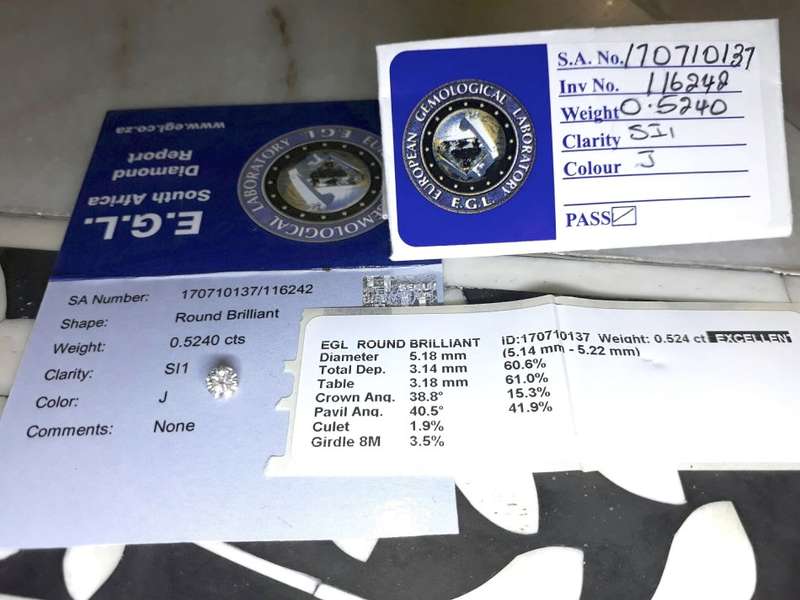 www.egl.co.za
Diamond
Report
South Africa
E.G.L.
GEMOLOGICAL LABORATORY
E.G.L
SA Number: 170710137/116242
Shape: Round Brilliant
Weight: 0.5240 cts
Clarity: SI1
Color: J
Comments: None
EUROPEAN GEMOLOGICAL LABORATORY
E.G.L
S.A. No. 170710137
Inv No. 116242
Weight 0.5240
Clarity SI1
Colour J
PASS
EGL ROUND BRILLIANT ID:170710137 Weight: 0.524 ct EXCELLENT
Diameter 5.18 mm (5.14 mm - 5.22 mm)
Total Dep. 3.14 mm 60.6%
Table 3.18 mm 61.0%
Crown Ang. 38.8° 15.3%
Pavil Ang. 40.5° 41.9%
Culet 1.9%
Girdle 8M 3.5%